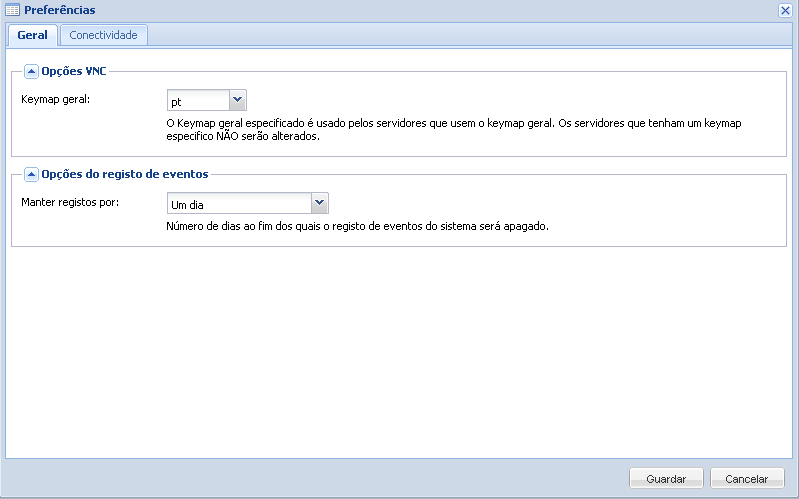 Preferências
Geral
Conectividade
Opções VNC
Keymap geral:
pt
O Keymap geral especificado é usado pelos servidores que usem o keymap geral. Os servidores que tenham um keymap
especifico NÃO serão alterados.
Opções do registo de eventos
Manter registos por:
Um dia
Número de dias ao fim dos quais o registo de eventos do sistema será apagado.
Guardar
Cancelar